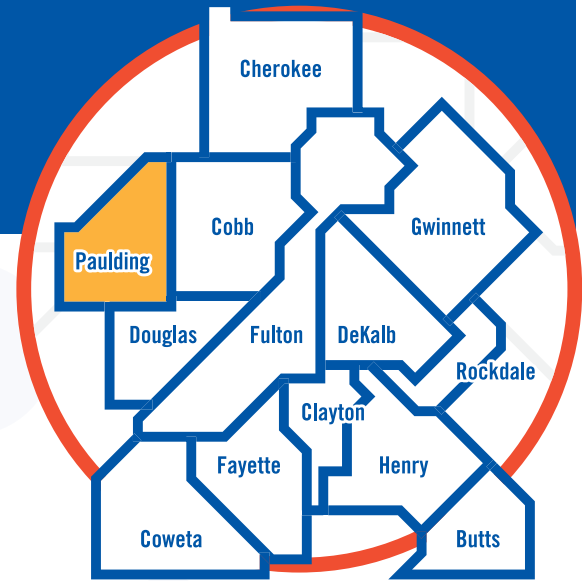 Cherokee
Cobb
Gwinnett
Paulding
Douglas
Fulton
DeKalb
Rockdale
Clayton
Fayette
Henry
Coweta
Butts